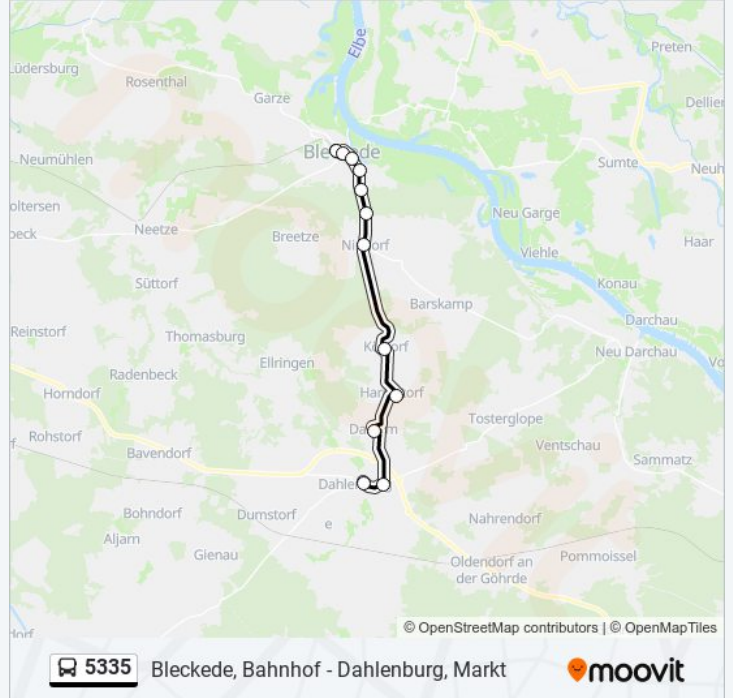 Elbe
Preten
Lüdersburg
Rosenthal
Garze
Dellien
Bleckede
Neumühlen
Sumte
Neuh
oltersen
Neu Garge
beck
Neetze
Breetze
Haar
Viehle
Süttorf
Konau
Barskamp
Darchau
Reinstorf
Thomasburg
Neu Darchau
Ellringen
Radenbeck
Horndorf
Tosterglope
Rohstorf
Ventschau
Bavendorf
Sammatz
Dahle
Bohndorf
Dumstorf
e
Nahrendorf
Aljarn
Gienau
Oldendorf an
der Göhrde
Pommoissel
© OpenStreetMap contributors | © OpenMapTiles
5335 Bleckede, Bahnhof - Dahlenburg, Markt moovit